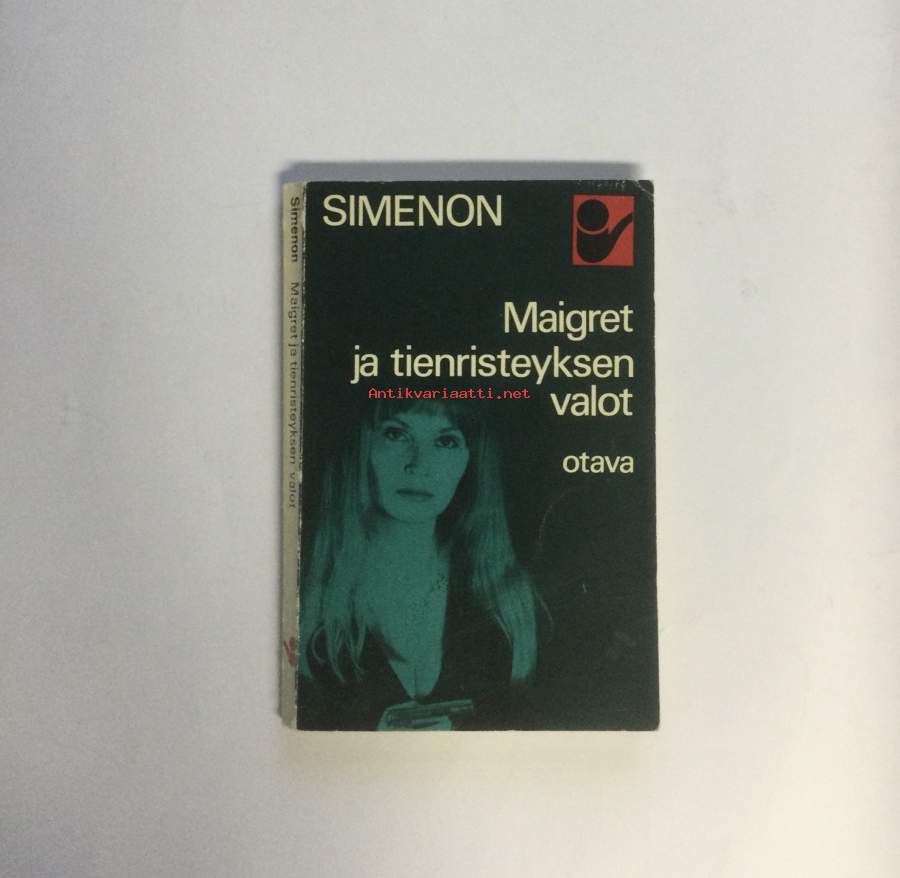 SIMENON
Maigret
ja tienristeyksen
valot
Antikvariaatti.net
otava
Simenon Maigret ja tienristeyksen valot